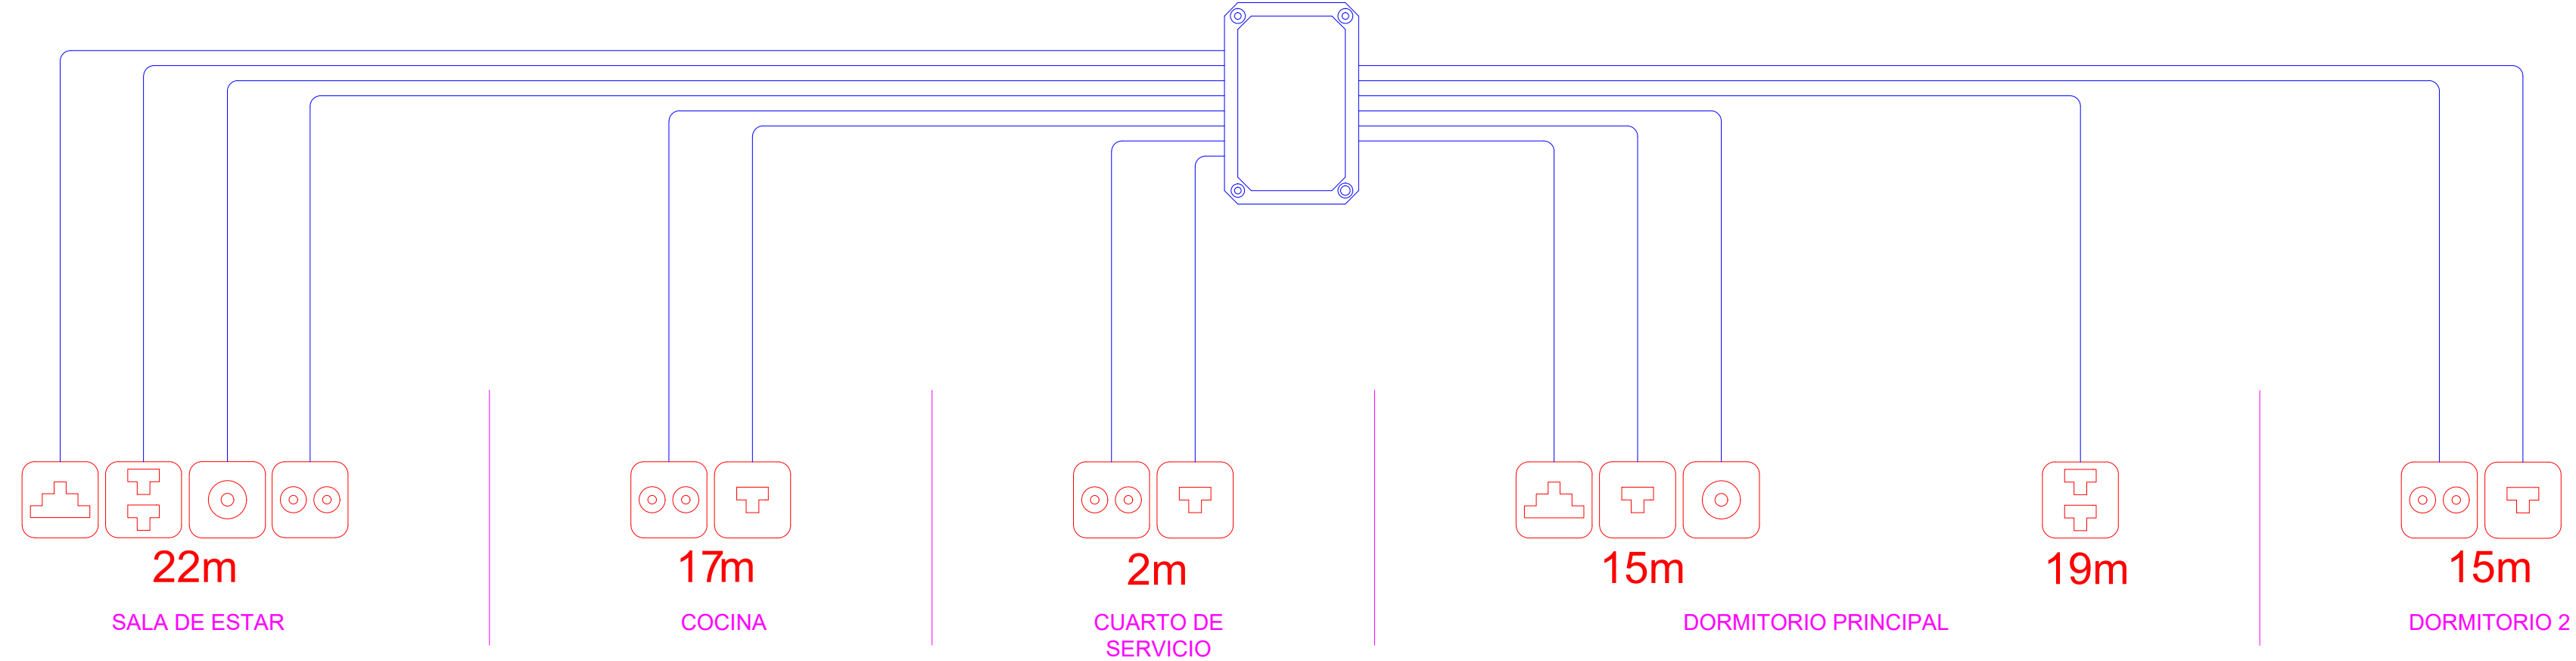 22m
17m
2m
15m
19m
15m
SALA DE ESTAR
COCINA
CUARTO DE
SERVICIO
DORMITORIO PRINCIPAL
DORMITORIO 2